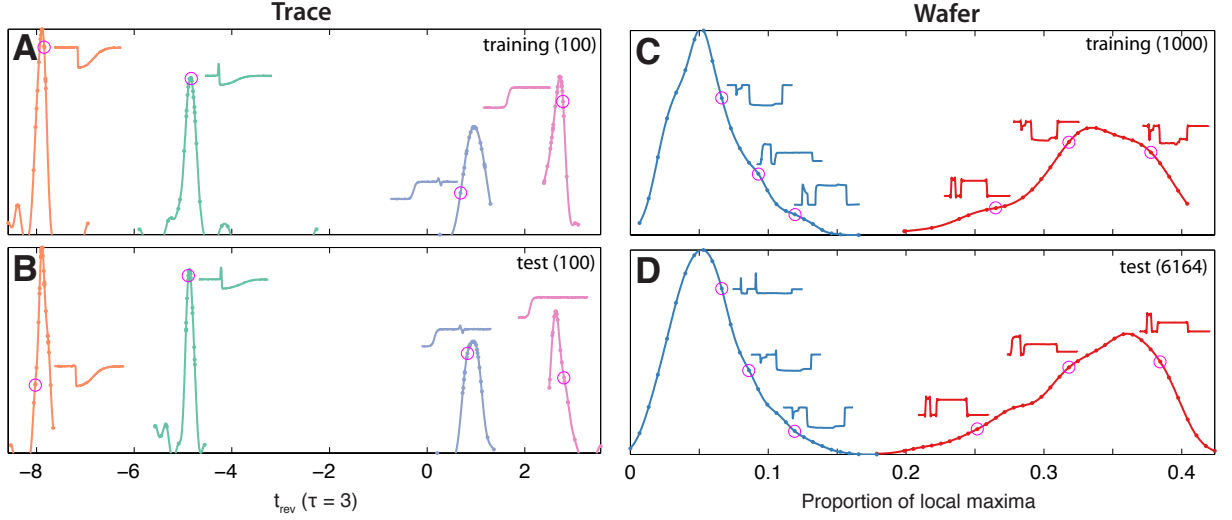 Trace
Wafer
A
training (100)
C
training (1000)
B
test (100)
D
test (6164)
−8
−6
−4
−2
0
2
0
0.1
0.2
0.3
0.4
t_rev (τ = 3)
Proportion of local maxima